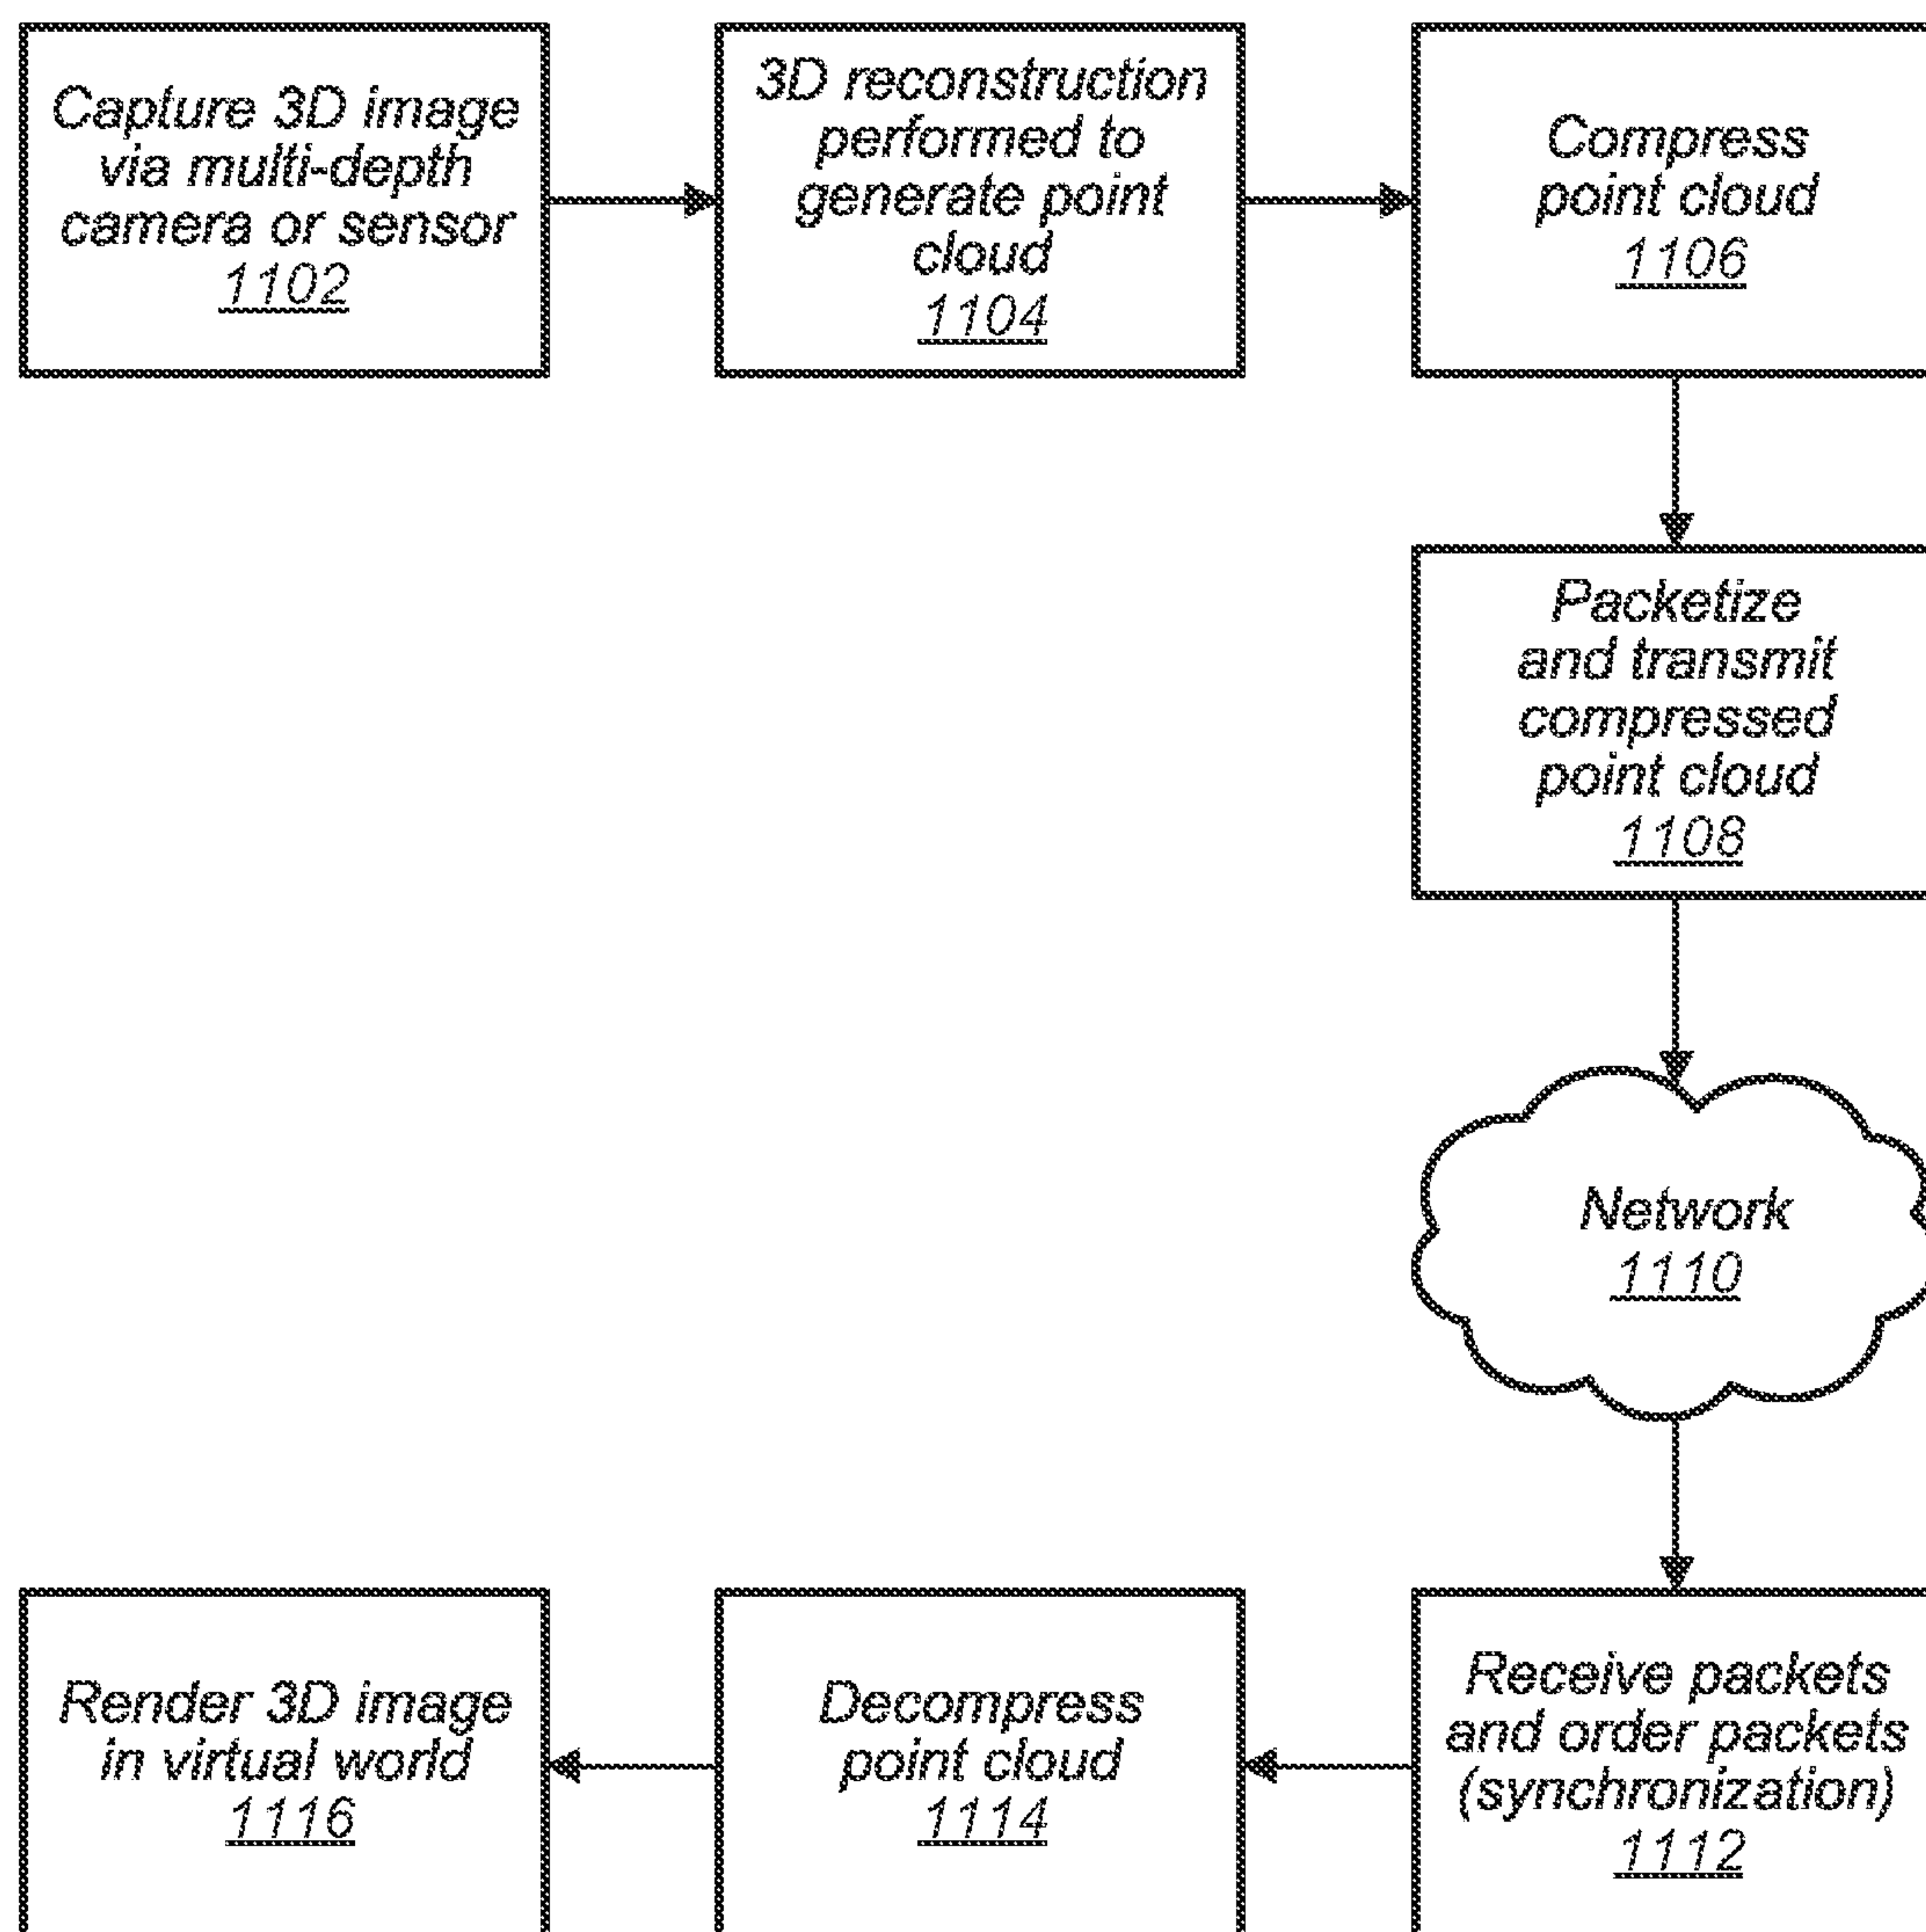 Capture 3D image
via multi-depth
camera or sensor
1102
3D reconstruction
performed to
generate point
cloud
1104
Compress
point cloud
1106
Packetize
and transmit
compressed
point cloud
1108
Network
1110
Receive packets
and order packets
(synchronization)
1112
Decompress
point cloud
1114
Render 3D image
in virtual world
1116